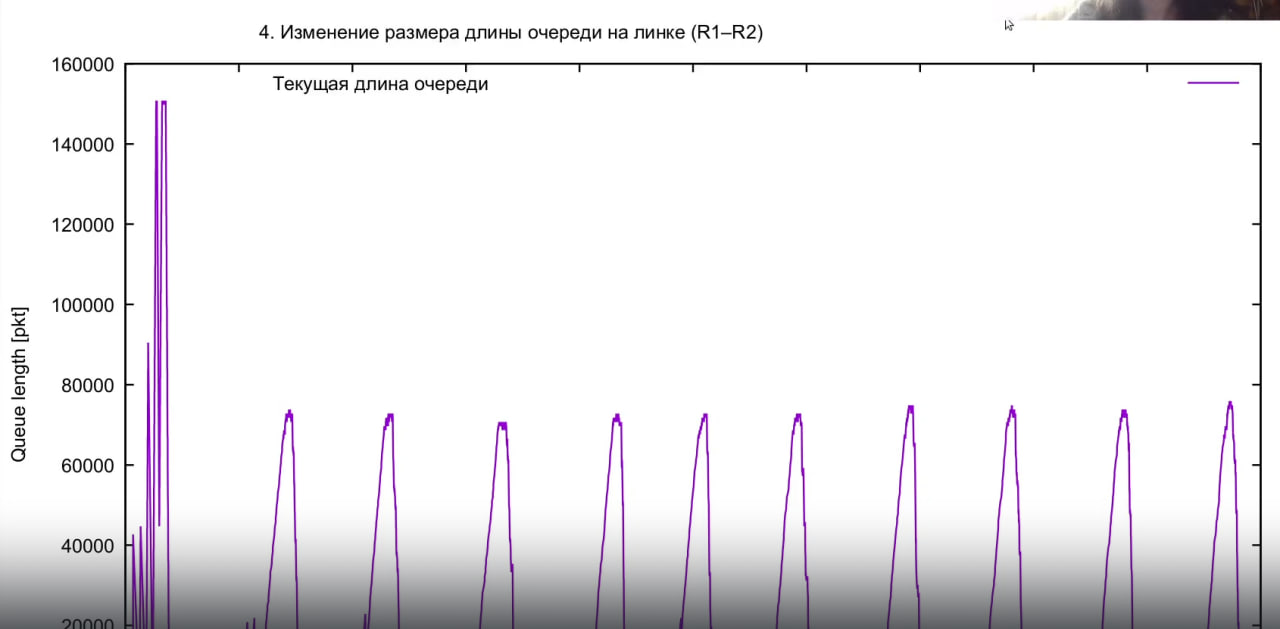 4. Изменение размера длины очереди на линке (R1–R2)
160000
Текущая длина очереди
140000
120000
100000
80000
60000
40000
20000
Queue length [pkt]